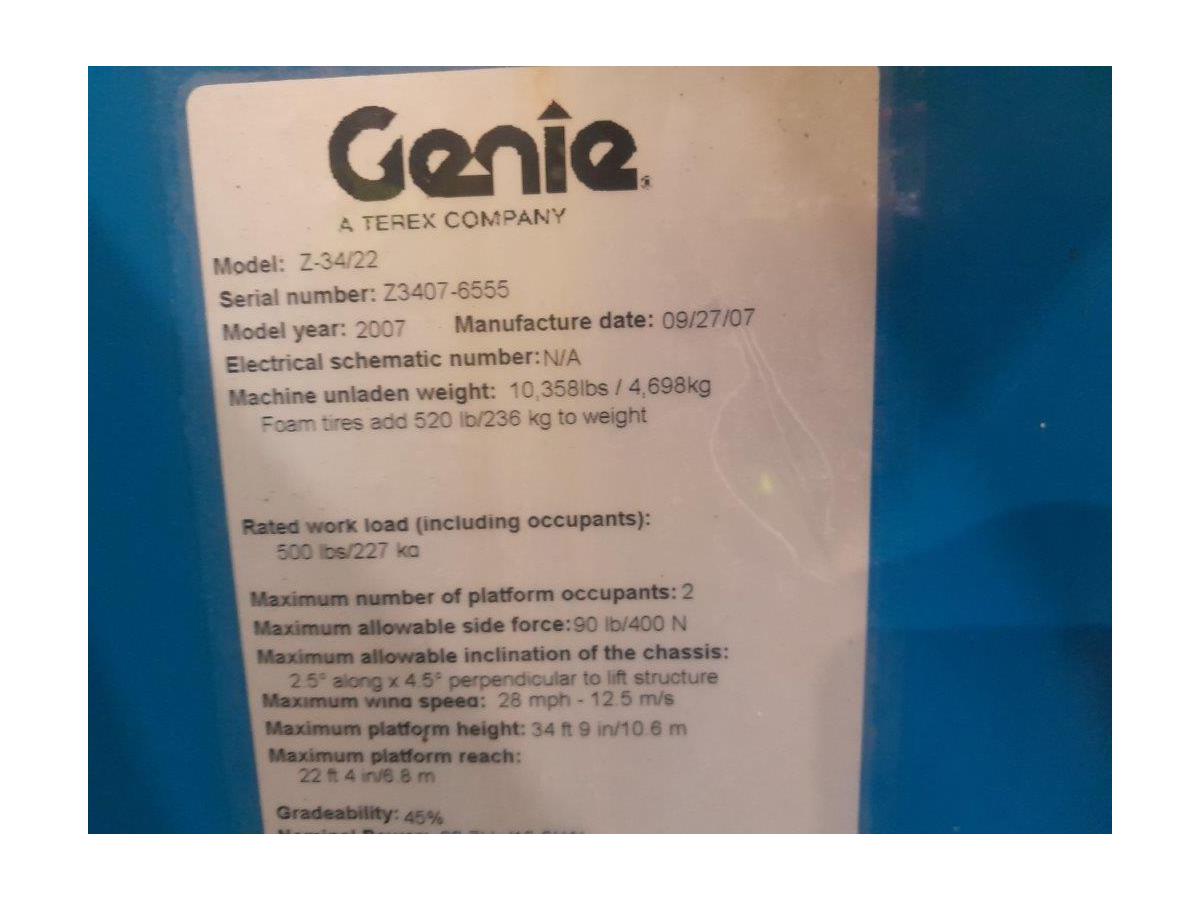 Genie
A TEREX COMPANY
Model: Z-34/22
Serial number: Z3407-6555
Model year: 2007 Manufacture date: 09/27/07
Electrical schematic number:N/A
Machine unladen weight: 10,358lbs / 4,698kg
Foam tires add 520 lb/236 kg to weight
Rated work load (including occupants):
500 lbs/227 kg
Maximum number of platform occupants: 2
Maximum allowable side force:90 lb/400 N
Maximum allowable inclination of the chassis:
2.5° along x 4.5° perpendicular to lift structure
Maximum wind speed: 28 mph - 12.5 m/s
Maximum platform height: 34 ft 9 in/10.6 m
Maximum platform reach:
22 ft 4 in/6.8 m
Gradeability: 45%